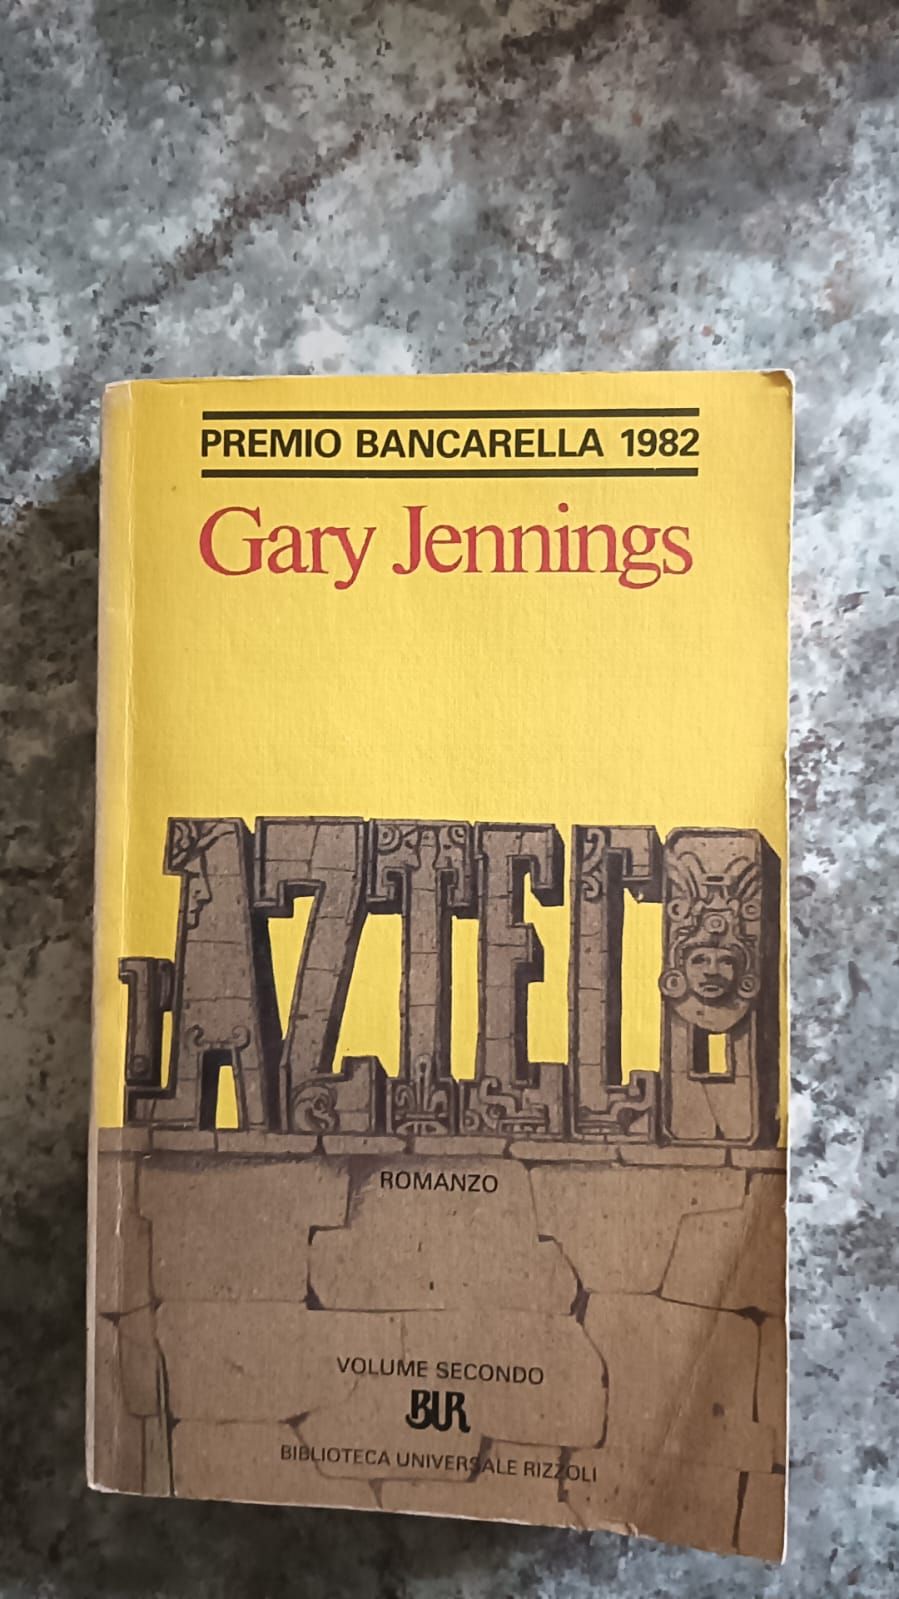 PREMIO BANCARELLA 1982
Gary Jennings
l'AZTECO
ROMANZO
VOLUME SECONDO
BUR
BIBLIOTECA UNIVERSALE RIZZOLI